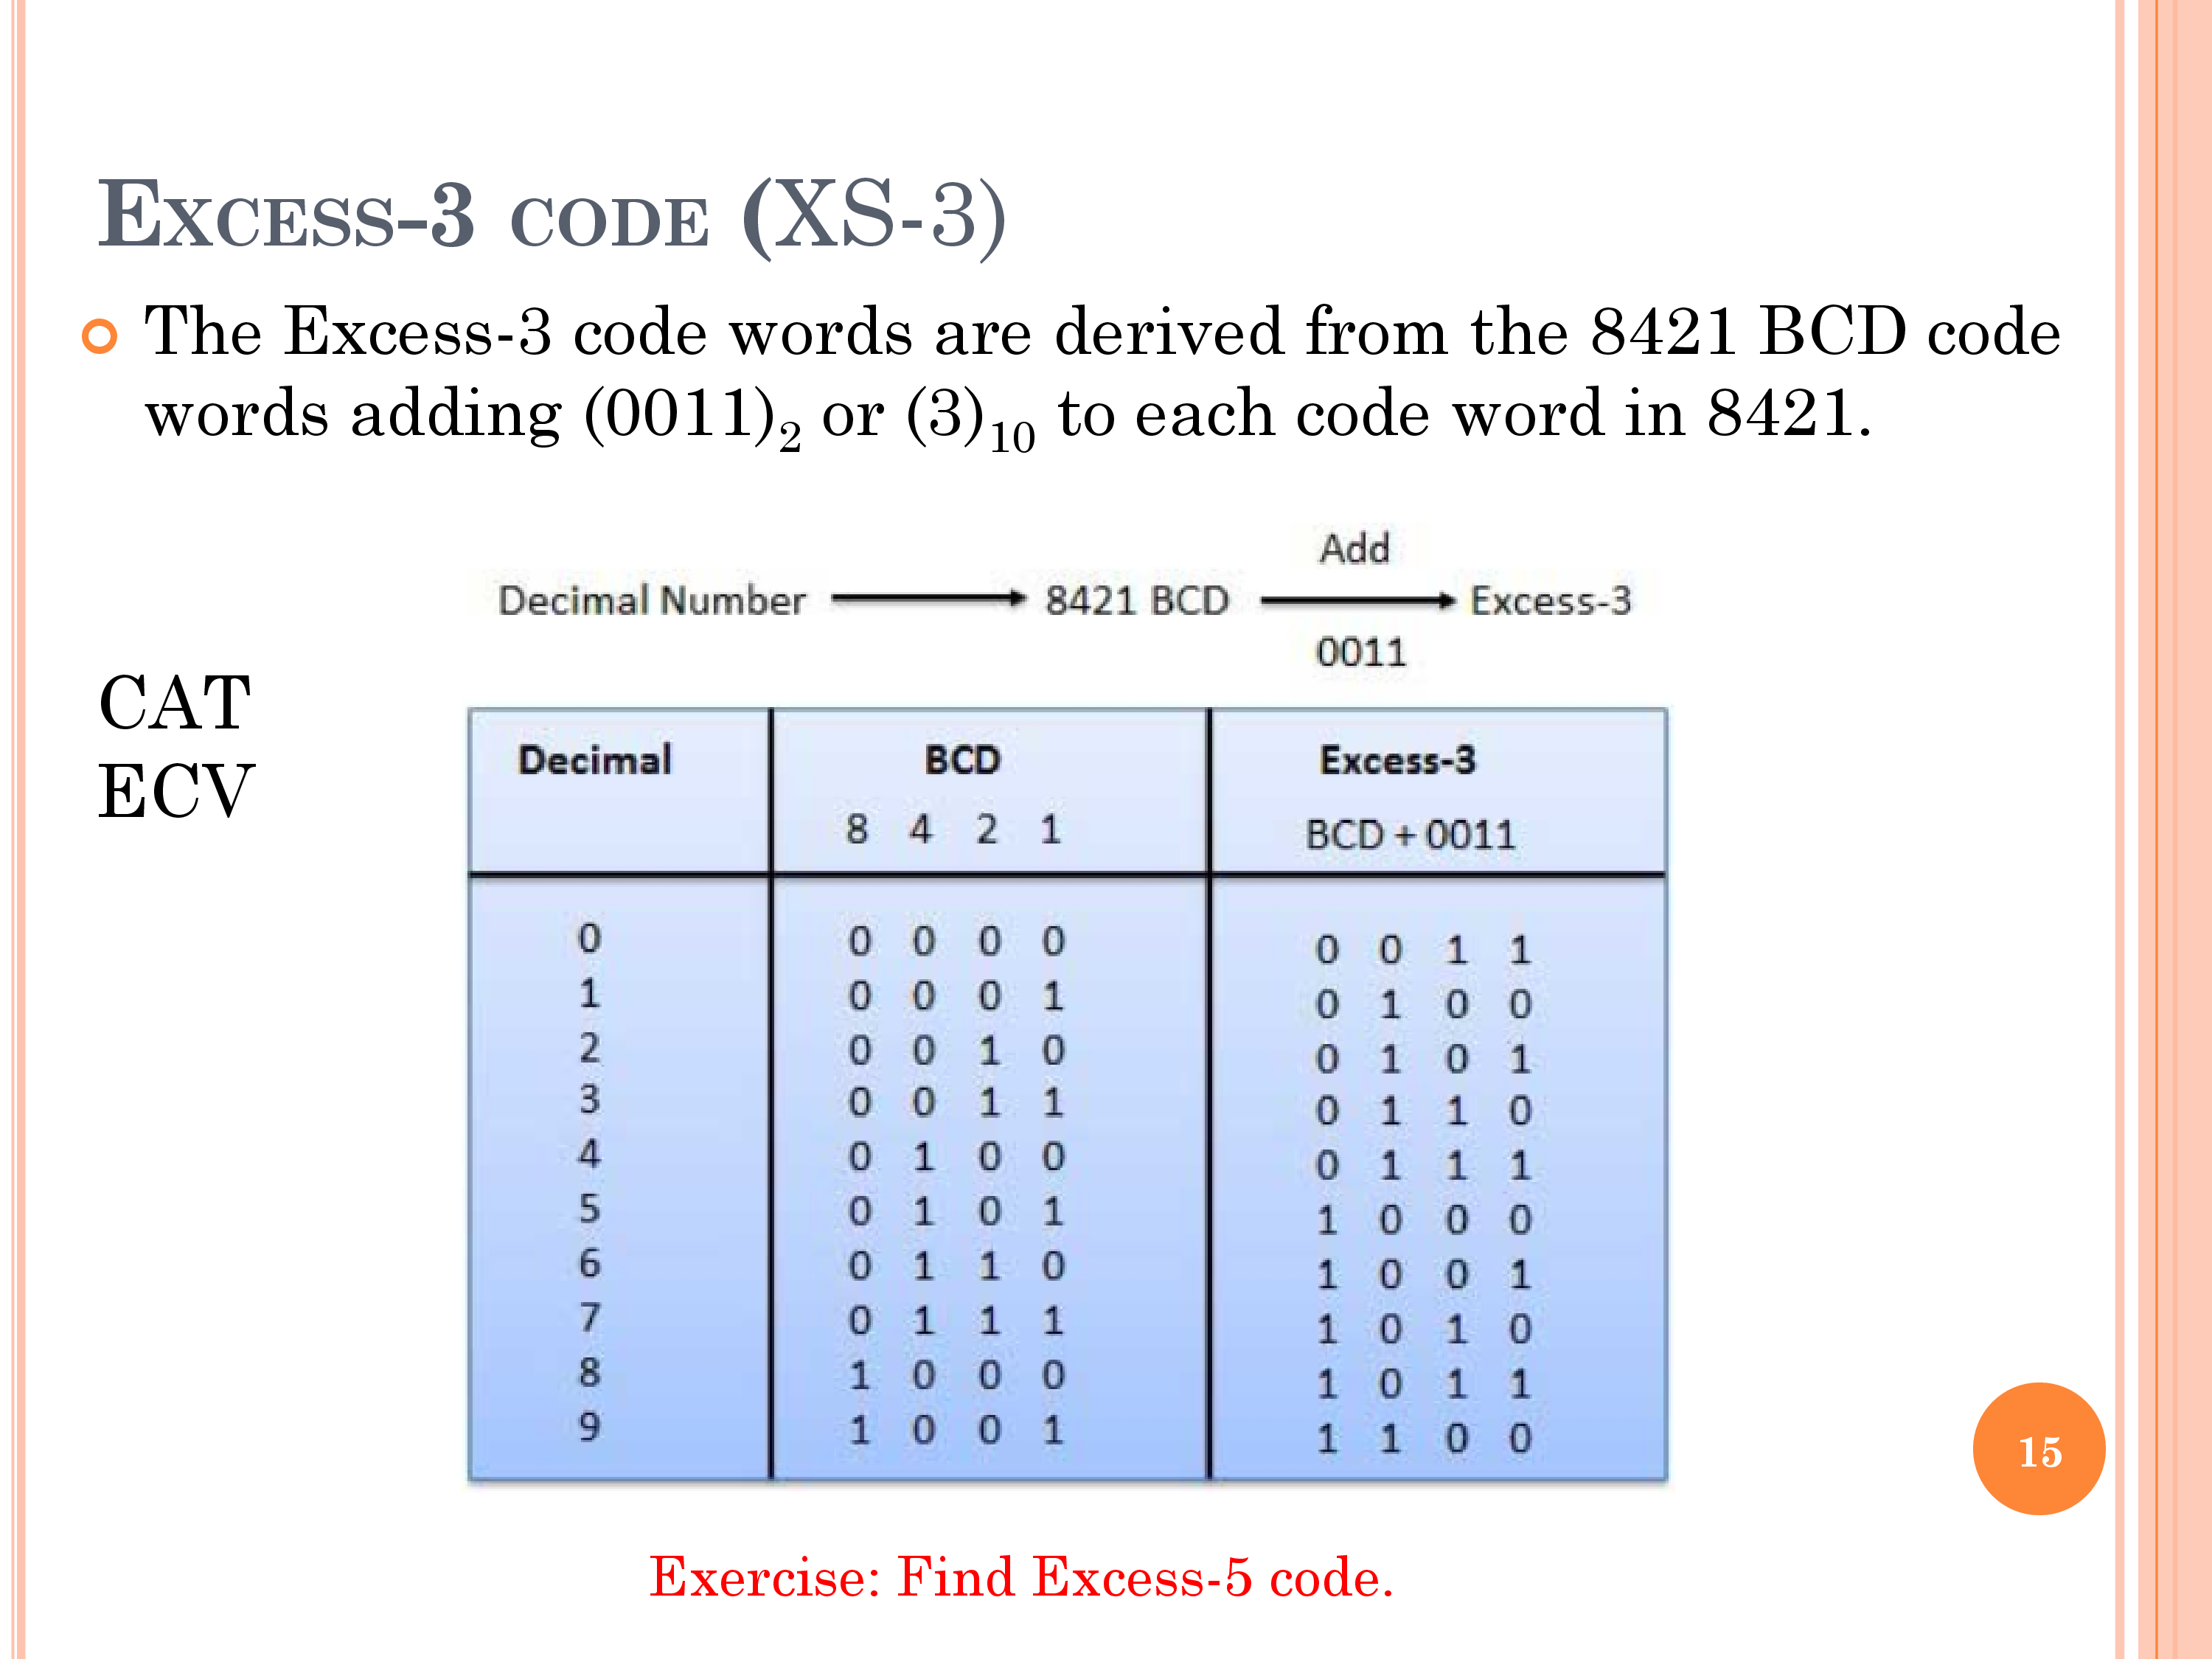 EXCESS-3 CODE (XS-3)
The Excess-3 code words are derived from the 8421 BCD code
words adding (0011)₂ or (3)₁₀ to each code word in 8421.
Add
Decimal Number 8421 BCD Excess-3
0011
CAT
ECV
Decimal BCD Excess-3
8 4 2 1 BCD + 0011
0 0 0 0 0 0 0 1 1
1 0 0 0 1 0 1 0 0
2 0 0 1 0 0 1 0 1
3 0 0 1 1 0 1 1 0
4 0 1 0 0 0 1 1 1
5 0 1 0 1 1 0 0 0
6 0 1 1 0 1 0 0 1
7 0 1 1 1 1 0 1 0
8 1 0 0 0 1 0 1 1
9 1 0 0 1 1 1 0 0
15
Exercise: Find Excess-5 code.